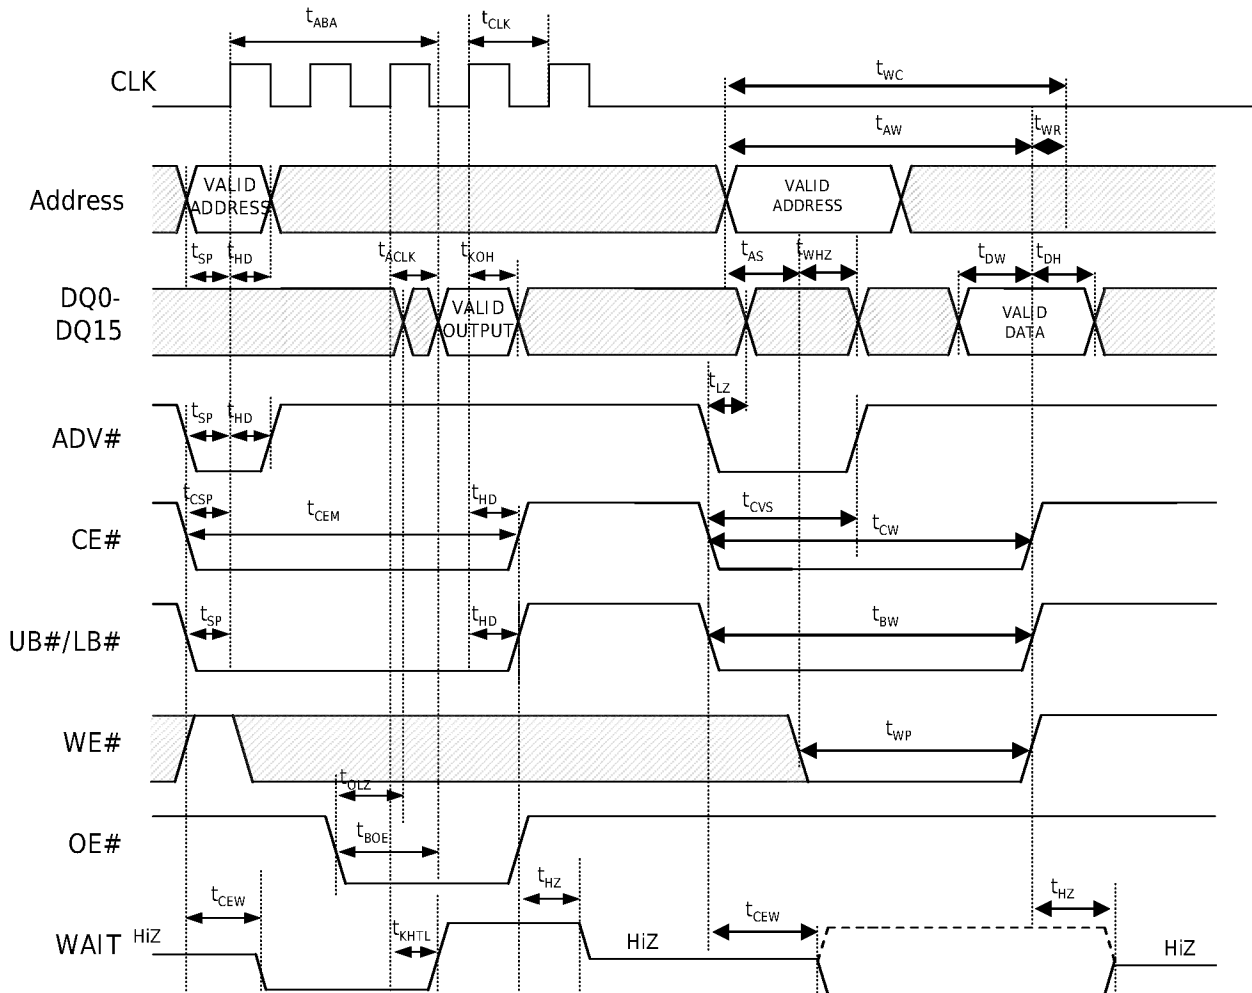 tABA
tCLK
CLK
tWC
tAW
tWR
Address
VALID
ADDRESS
VALID
ADDRESS
tSP
tHD
tACLK
tKOH
tAS
tWHZ
tDW
tDH
DQ0-
DQ15
VALID
OUTPUT
VALID
DATA
tLZ
ADV#
tSP
tHD
tCSP
tCEM
tHD
tCVS
tCW
CE#
tSP
tHD
tBW
UB#/LB#
WE#
tWP
tOLZ
OE#
tBOE
tHZ
tCEW
tHZ
tCEW
WAIT
HiZ
tKHTL
HiZ
HiZ